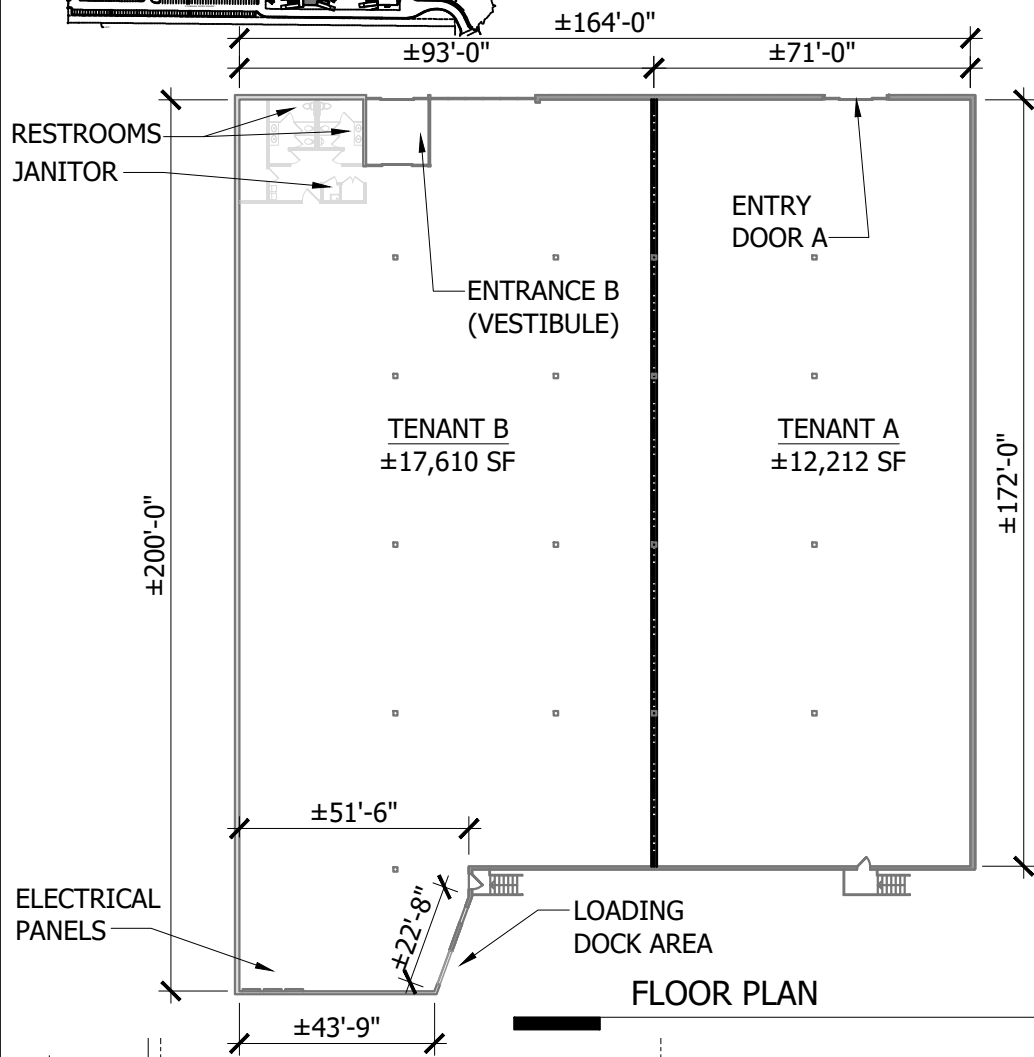 ±164'-0"
±93'-0"
±71'-0"
RESTROOMS
JANITOR
ENTRY
DOOR A
ENTRANCE B
(VESTIBULE)
TENANT B
±17,610 SF
TENANT A
±12,212 SF
±200'-0"
±172'-0"
±51'-6"
±22'-8"
ELECTRICAL
PANELS
LOADING
DOCK AREA
FLOOR PLAN
±43'-9"